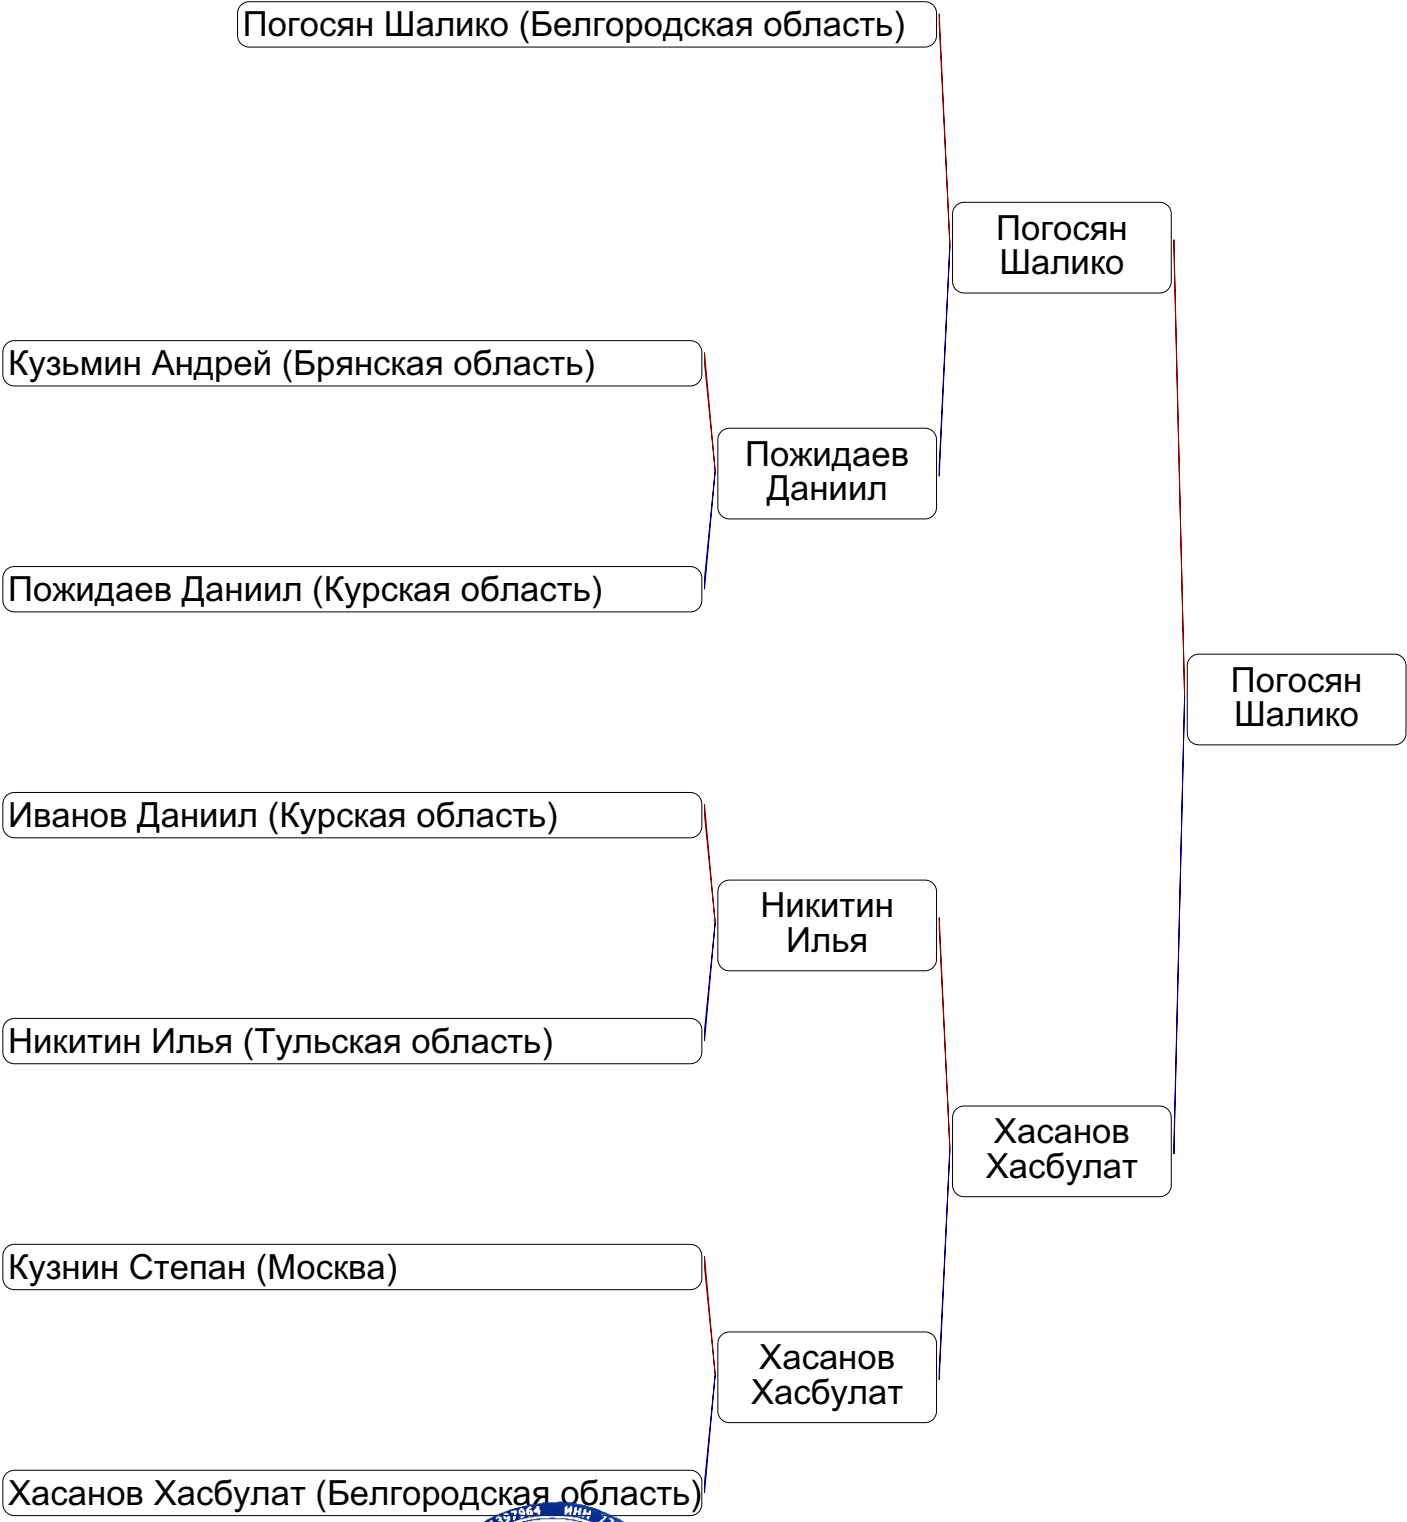 Погосян Шалико (Белгородская область)
Погосян
Шалико
Кузьмин Андрей (Брянская область)
Пожидаев
Даниил
Пожидаев Даниил (Курская область)
Погосян
Шалико
Иванов Даниил (Курская область)
Никитин
Илья
Никитин Илья (Тульская область)
Хасанов
Хасбулат
Кузнин Степан (Москва)
Хасанов
Хасбулат
Хасанов Хасбулат (Белгородская область)
ИНН